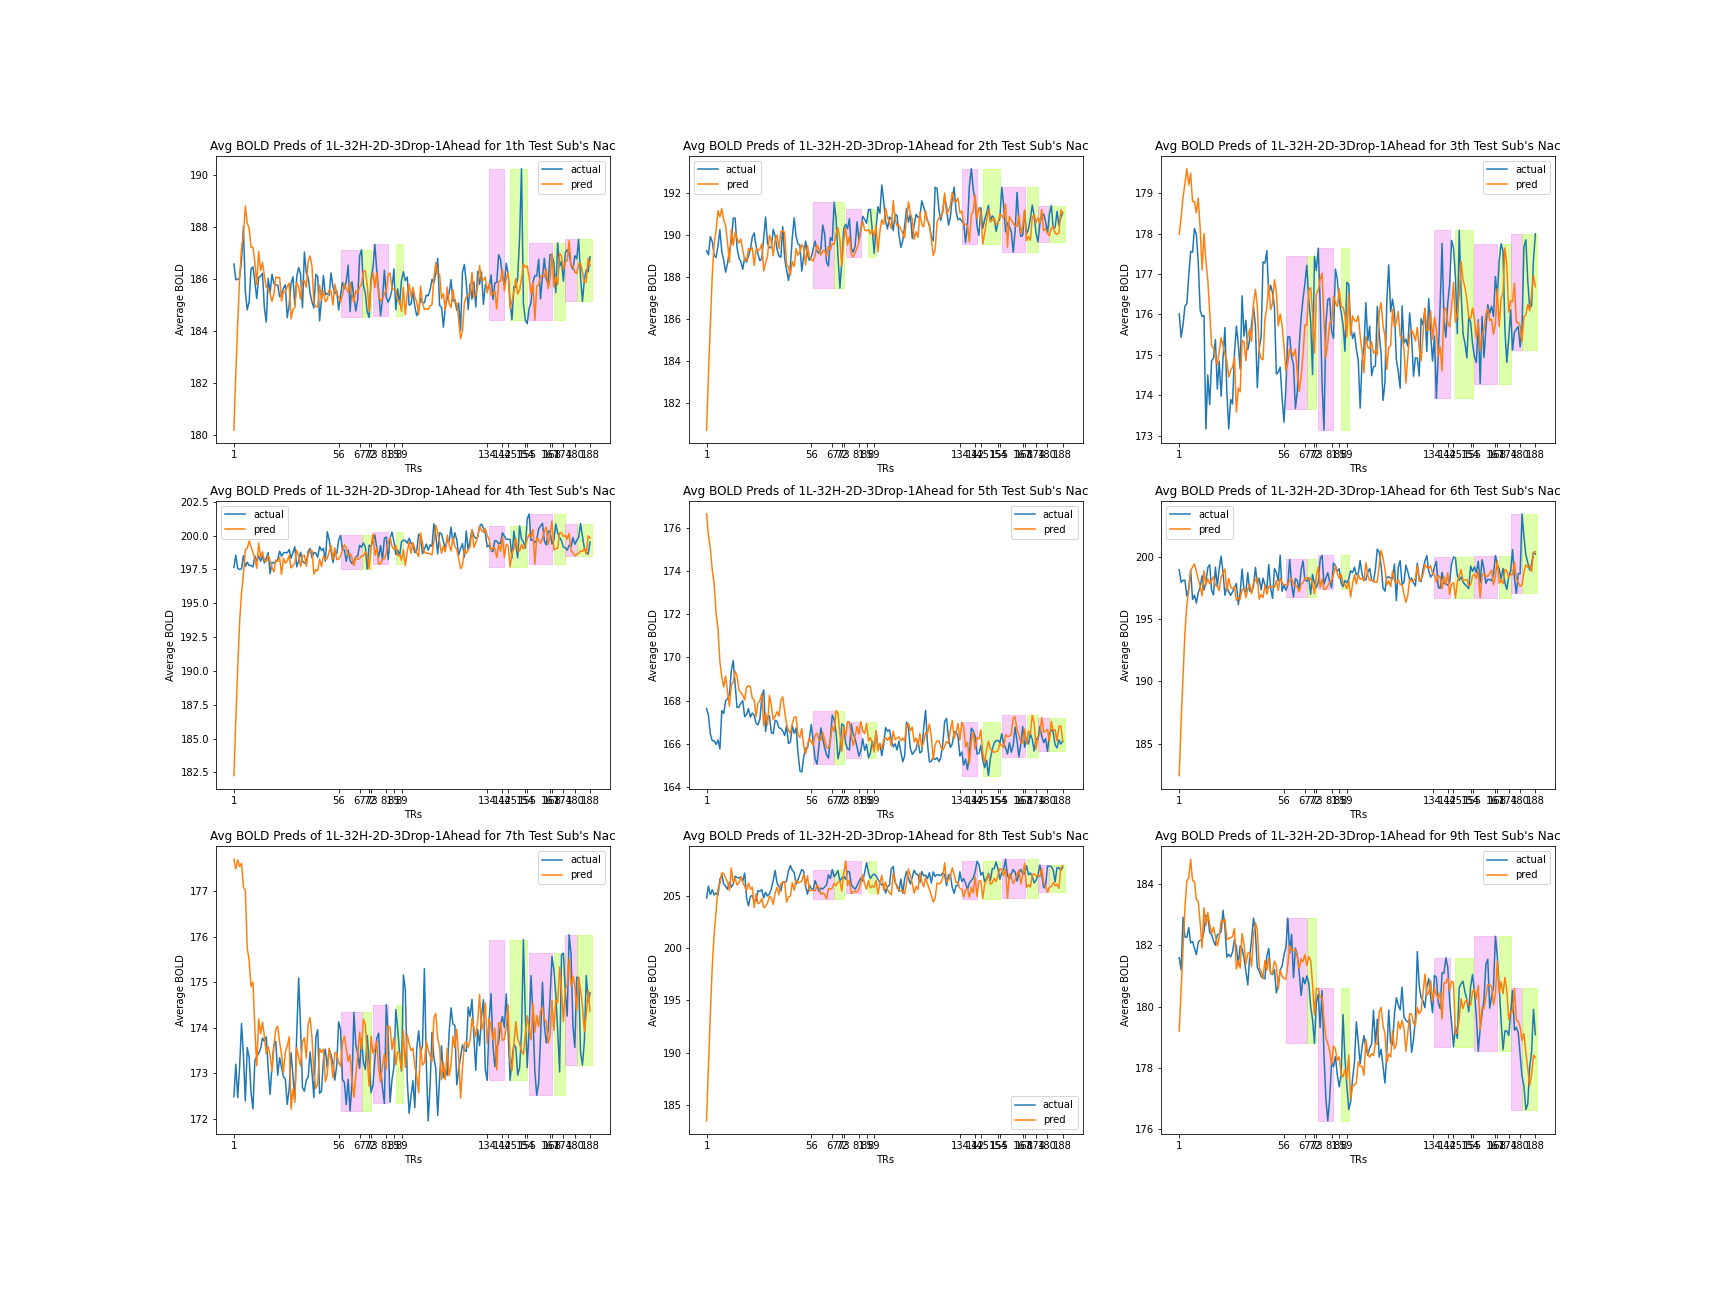 Avg BOLD Preds of 1L-32H-2D-3Drop-1Ahead for 1th Test Sub's Nac
Average BOLD
190
188
186
184
182
180
actual
pred
1
56
TRs
188
Avg BOLD Preds of 1L-32H-2D-3Drop-1Ahead for 2th Test Sub's Nac
Average BOLD
192
190
188
186
184
182
actual
pred
1
56
TRs
188
Avg BOLD Preds of 1L-32H-2D-3Drop-1Ahead for 3th Test Sub's Nac
Average BOLD
179
178
177
176
175
174
173
actual
pred
1
56
TRs
188
Avg BOLD Preds of 1L-32H-2D-3Drop-1Ahead for 4th Test Sub's Nac
Average BOLD
202.5
200.0
197.5
195.0
192.5
190.0
187.5
185.0
182.5
actual
pred
1
56
TRs
188
Avg BOLD Preds of 1L-32H-2D-3Drop-1Ahead for 5th Test Sub's Nac
Average BOLD
176
174
172
170
168
166
164
actual
pred
1
56
TRs
188
Avg BOLD Preds of 1L-32H-2D-3Drop-1Ahead for 6th Test Sub's Nac
Average BOLD
200
195
190
185
actual
pred
1
56
TRs
188
Avg BOLD Preds of 1L-32H-2D-3Drop-1Ahead for 7th Test Sub's Nac
Average BOLD
177
176
175
174
173
172
actual
pred
1
56
TRs
188
Avg BOLD Preds of 1L-32H-2D-3Drop-1Ahead for 8th Test Sub's Nac
Average BOLD
205
200
195
190
185
actual
pred
1
56
TRs
188
Avg BOLD Preds of 1L-32H-2D-3Drop-1Ahead for 9th Test Sub's Nac
Average BOLD
184
182
180
178
176
actual
pred
1
56
TRs
188